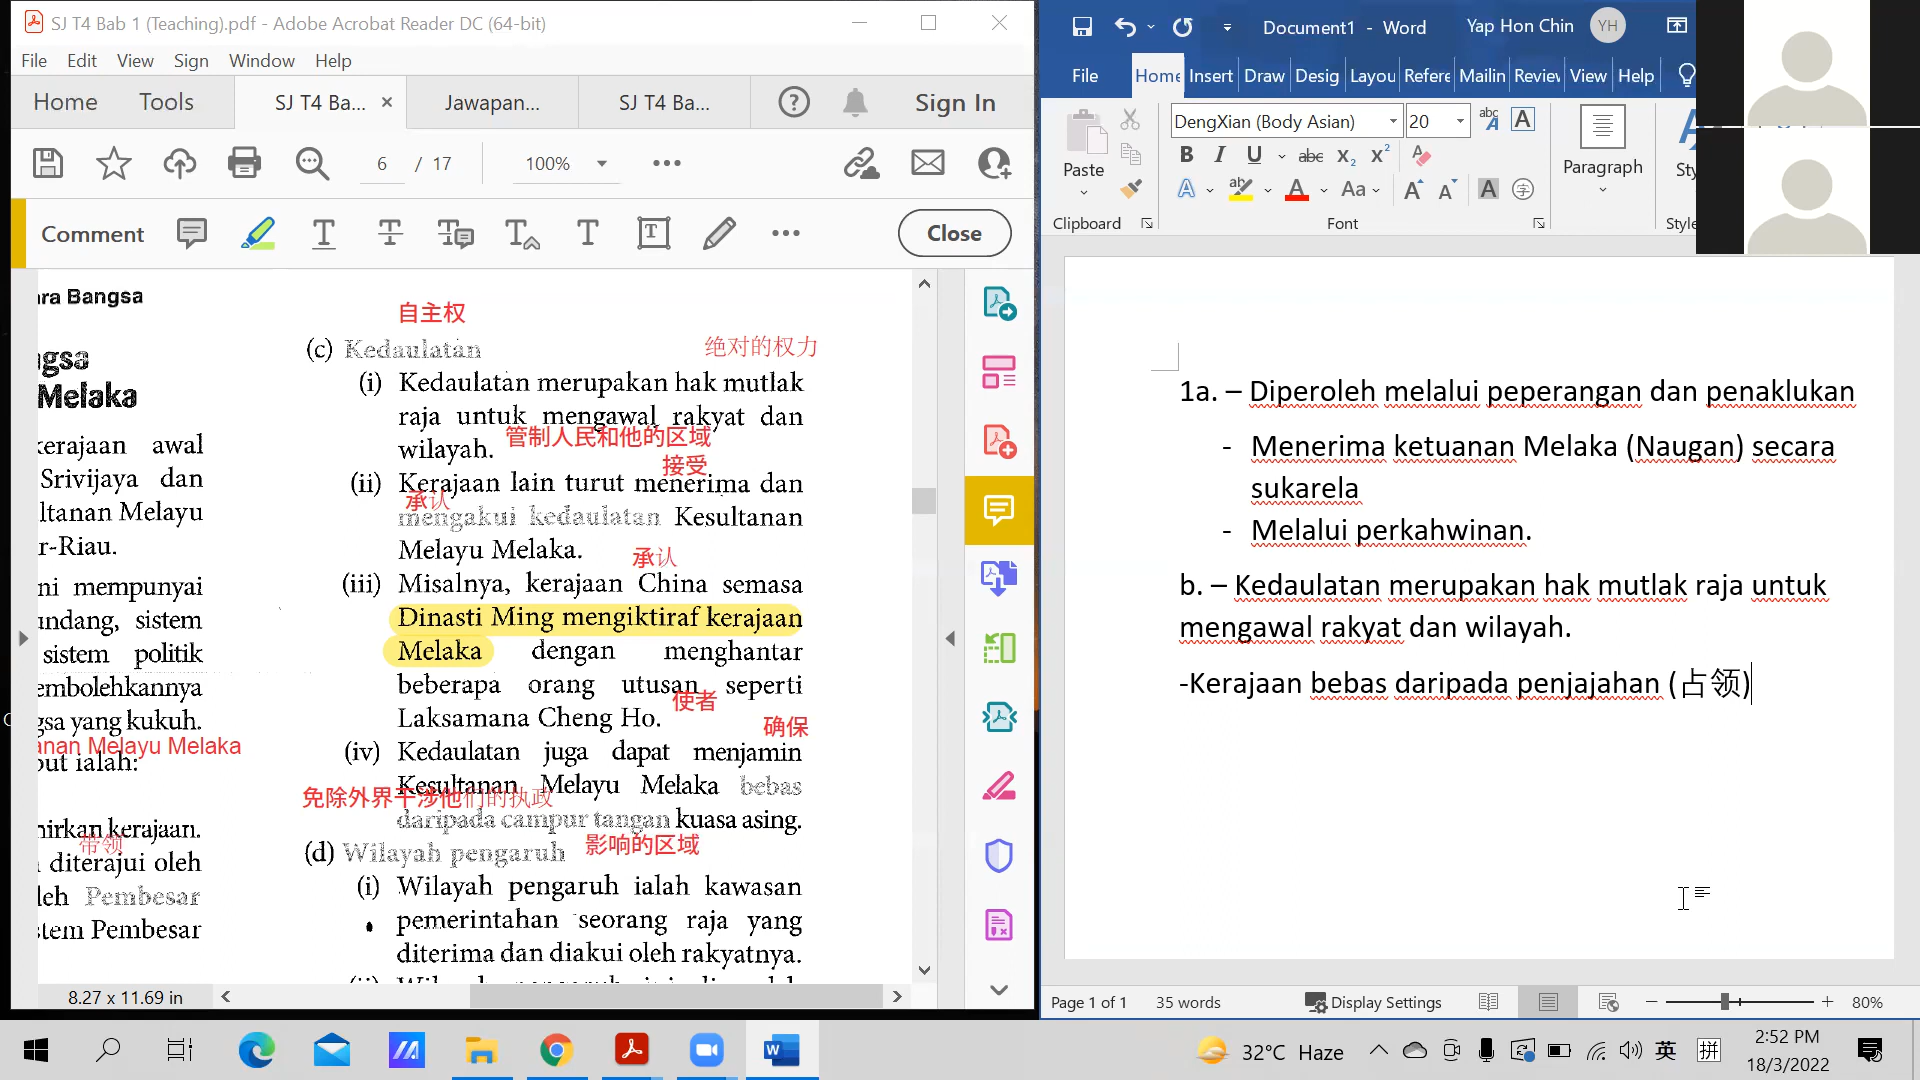 SJ T4 Bab 1 (Teaching).pdf - Adobe Acrobat Reader DC (64-bit)
File Edit View Sign Window Help
Home Tools SJ T4 Ba... × Jawapan... SJ T4 Ba... Sign In
6 / 17 100%
Comment Close
ara Bangsa
ngsa
Melaka
kerajaan awal
Srivijaya dan
ltanan Melayu
r-Riau.
ni mempunyai
undang, sistem
sistem politik
embolehkannya
gsa yang kukuh.
anan Melayu Melaka
but ialah:
hirkan kerajaan.
带领
diterajui oleh
leh Pembesar
stem Pembesar
自主权
(c) Kedaulatan 绝对的权力
(i) Kedaulatan merupakan hak mutlak
raja untuk mengawal rakyat dan
wilayah. 管制人民和他的区域
接受
(ii) Kerajaan lain turut menerima dan
承认
mengakui kedaulatan Kesultanan
Melayu Melaka.
承认
(iii) Misalnya, kerajaan China semasa
Dinasti Ming mengiktiraf kerajaan
Melaka dengan menghantar
beberapa orang utusan seperti
使者
Laksamana Cheng Ho.
确保
(iv) Kedaulatan juga dapat menjamin
Kesultanan Melayu Melaka bebas
免除外界干涉他们的执政
daripada campur tangan kuasa asing.
(d) Wilayah pengaruh 影响的区域
(i) Wilayah pengaruh ialah kawasan
pemerintahan seorang raja yang
diterima dan diakui oleh rakyatnya.
8.27 x 11.69 in
Document1 - Word Yap Hon Chin YH
File Home Insert Draw Desig Layou Refere Mailin Review View Help
DengXian (Body Asian) 20
Paste Paragraph Sty
Clipboard Font Style
1a. – Diperoleh melalui peperangan dan penaklukan
- Menerima ketuanan Melaka (Naugan) secara
sukarela
- Melalui perkahwinan.
b. – Kedaulatan merupakan hak mutlak raja untuk
mengawal rakyat dan wilayah.
-Kerajaan bebas daripada penjajahan (占领)
Page 1 of 1 35 words Display Settings 80%
32°C Haze 英 拼 2:52 PM
18/3/2022